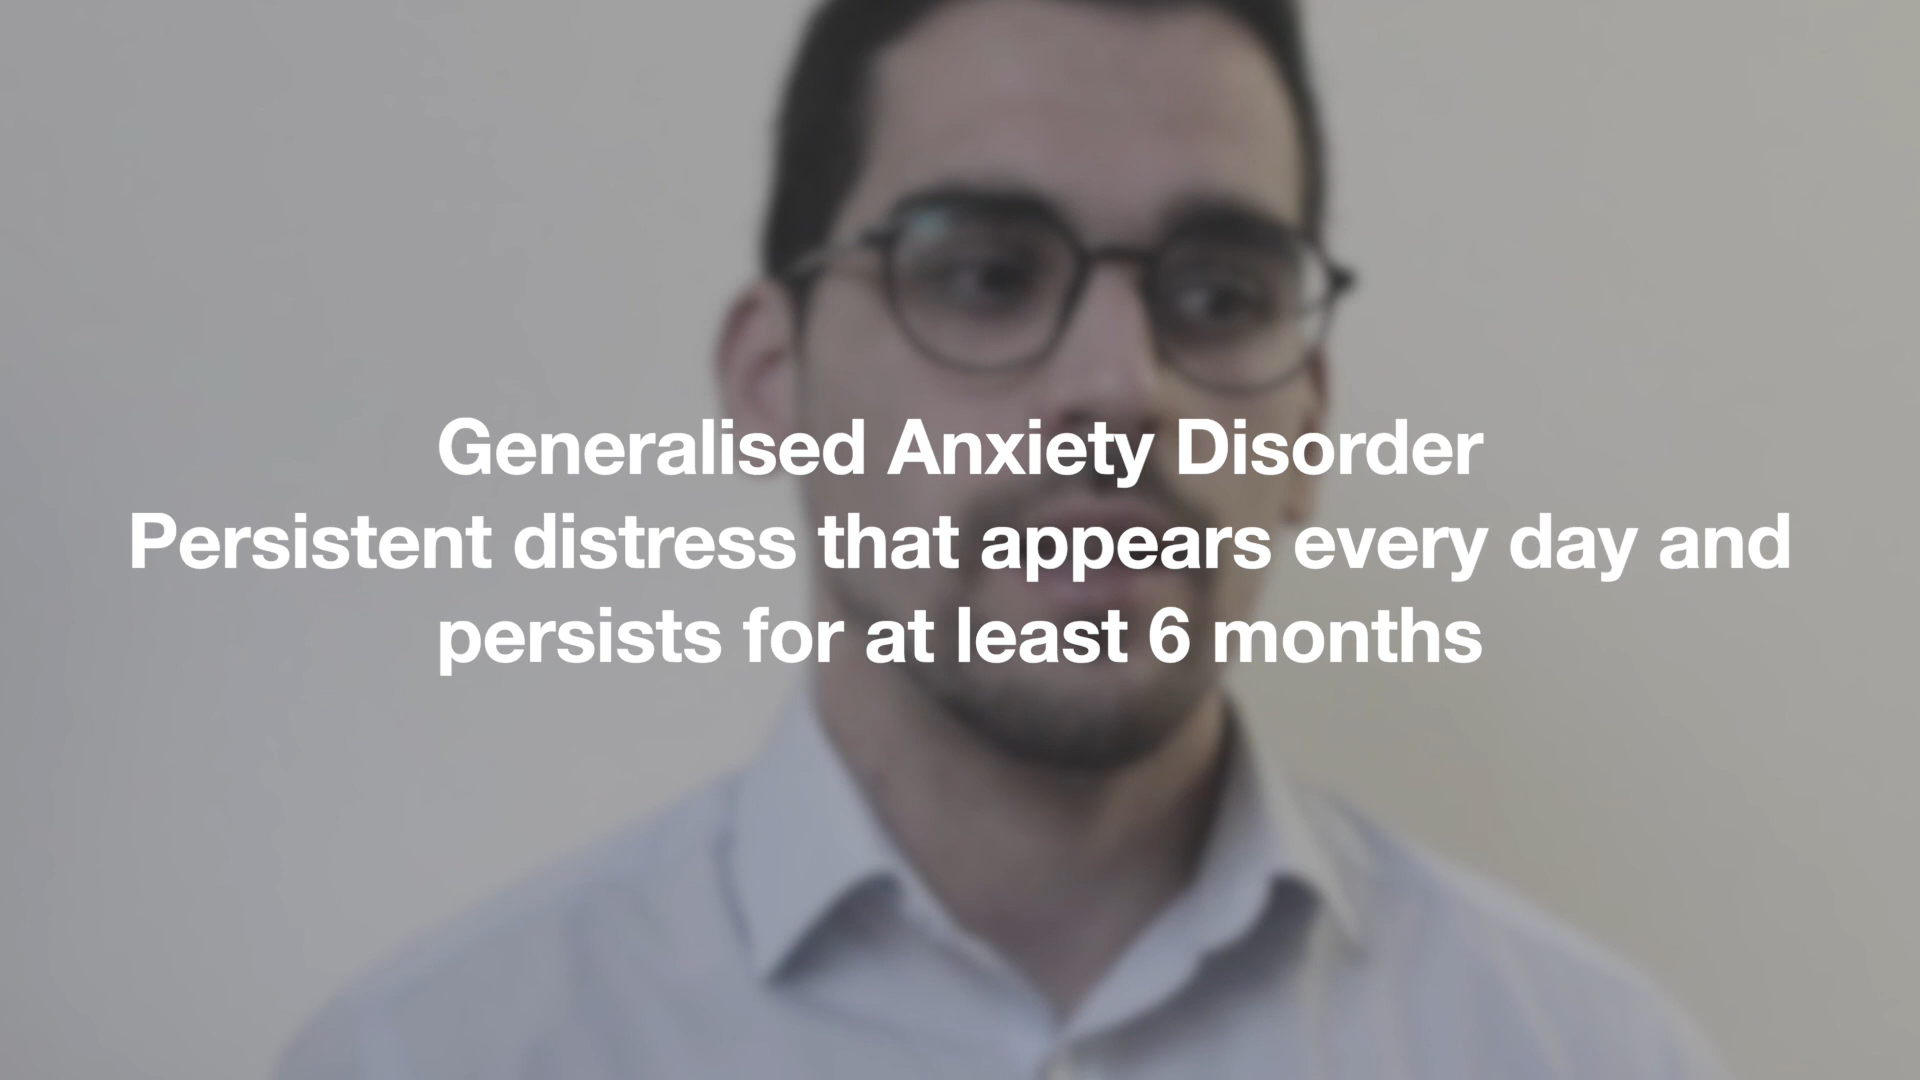 Generalised Anxiety Disorder
Persistent distress that appears every day and
persists for at least 6 months